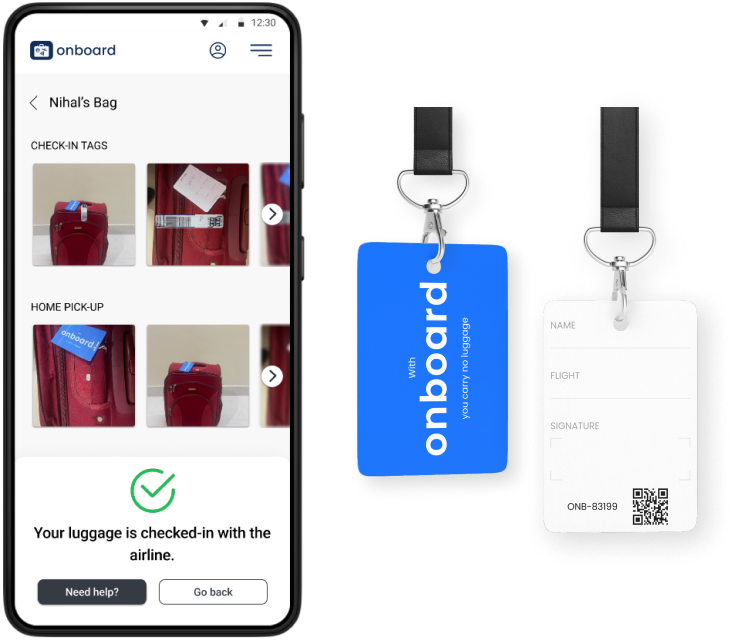 12:30
onboard
Nihal's Bag
CHECK-IN TAGS
HOME PICK-UP
onboard
Your luggage is checked-in with the
airline.
Need help?
Go back
With
onboard
you carry no luggage
NAME
FLIGHT
SIGNATURE
ONB-83199